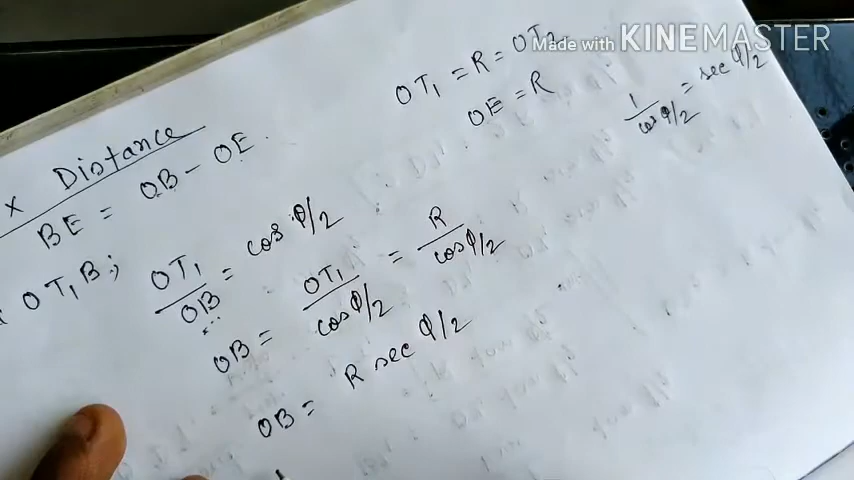 Made with KINEMASTER
OT₁ = R = OT₂
OE = R
1/cos φ/2 = sec φ/2
x Distance
BE = OB - OE
OT₁B;
OT₁/OB = cos φ/2
OB = OT₁/cos φ/2 = R/cos φ/2
OB = R sec φ/2